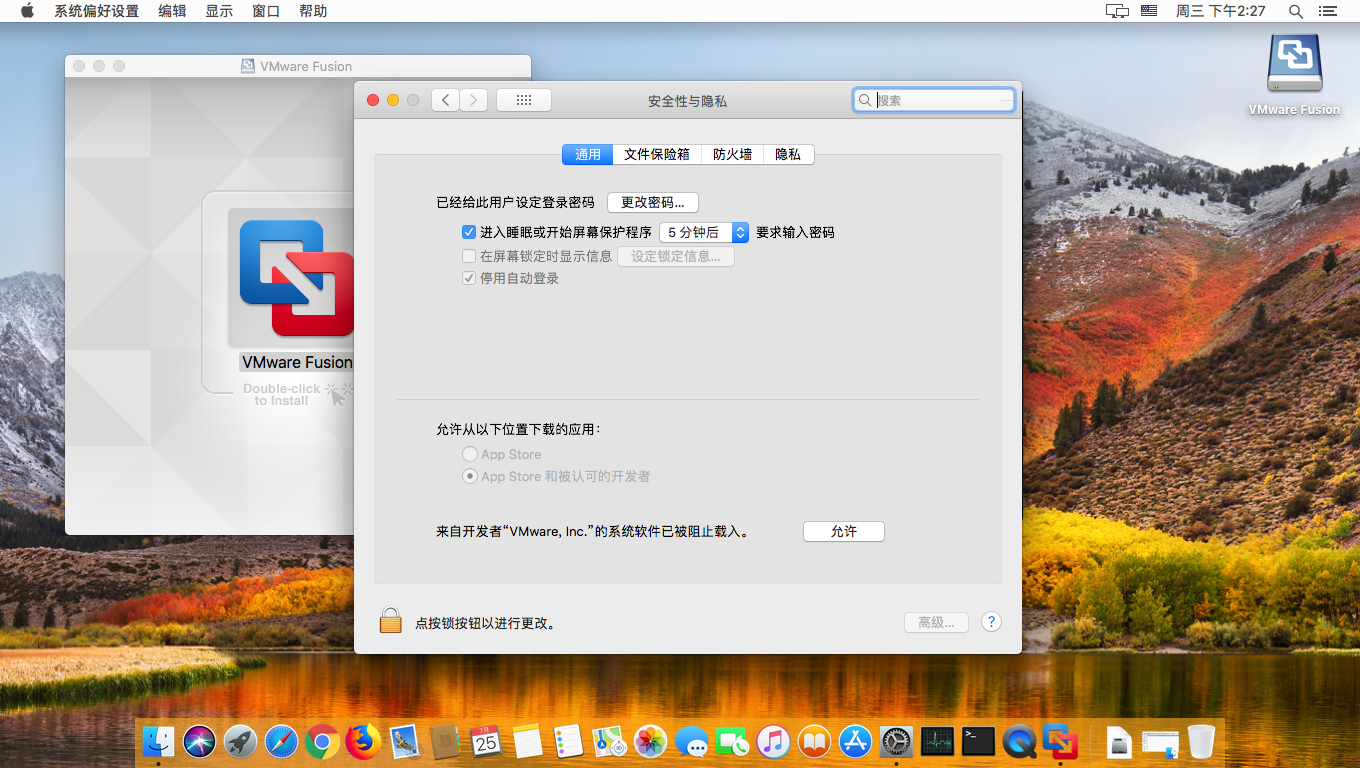 系统偏好设置 编辑 显示 窗口 帮助 周三 下午2:27
VMware Fusion
安全性与隐私
搜索
VMware Fusion
通用 文件保险箱 防火墙 隐私
已经给此用户设定登录密码 更改密码...
进入睡眠或开始屏幕保护程序 5 分钟后 要求输入密码
在屏幕锁定时显示信息 设定锁定信息...
停用自动登录
VMware Fusion
Double-click
to Install
允许从以下位置下载的应用：
App Store
App Store 和被认可的开发者
来自开发者“VMware, Inc.”的系统软件已被阻止载入。 允许
点按锁按钮以进行更改。 高级... ?
7月
25